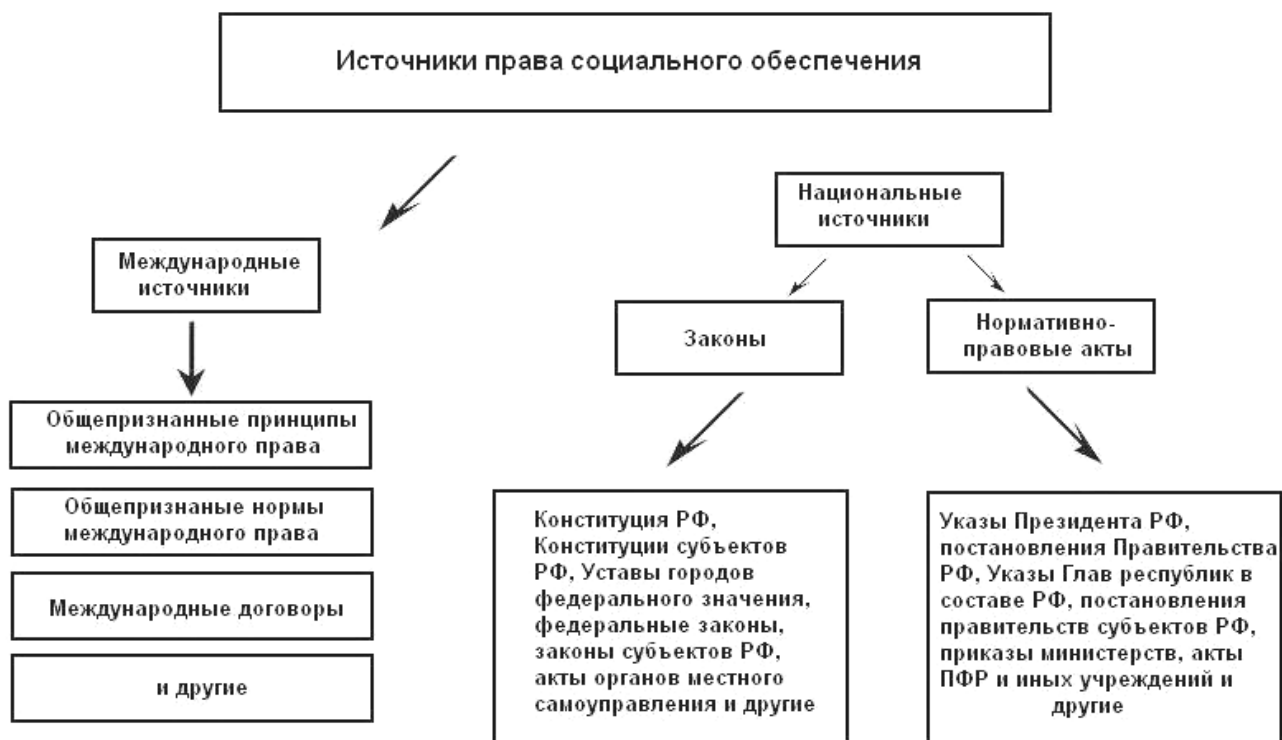 Источники права социального обеспечения
Национальные
источники
Международные
источники
Законы
Нормативно-
правовые акты
Общепризнанные принципы
международного права
Общепризнаные нормы
международного права
Международные договоры
и другие
Конституция РФ,
Конституции субъектов
РФ, Уставы городов
федерального значения,
федеральные законы,
законы субъектов РФ,
акты органов местного
самоуправления и другие
Указы Президента РФ,
постановления Правительства
РФ, Указы Глав республик в
составе РФ, постановления
правительств субъектов РФ,
приказы министерств, акты
ПФР и иных учреждений и
другие